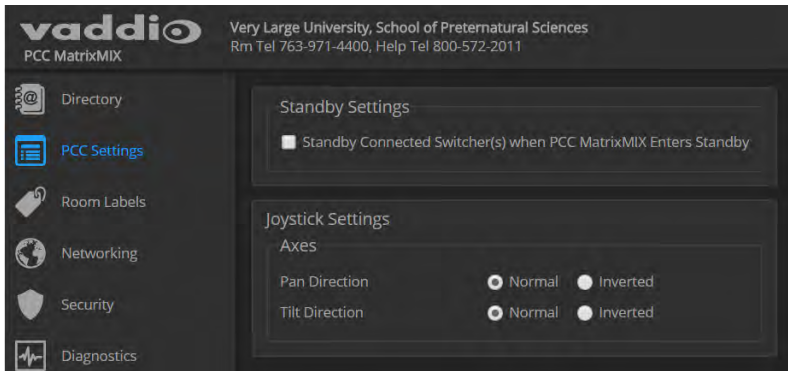 vaddio
PCC MatrixMIX
Very Large University, School of Preternatural Sciences
Rm Tel 763-971-4400, Help Tel 800-572-2011
Directory
PCC Settings
Room Labels
Networking
Security
Diagnostics
Standby Settings
Standby Connected Switcher(s) when PCC MatrixMIX Enters Standby
Joystick Settings
Axes
Pan Direction Normal Inverted
Tilt Direction Normal Inverted